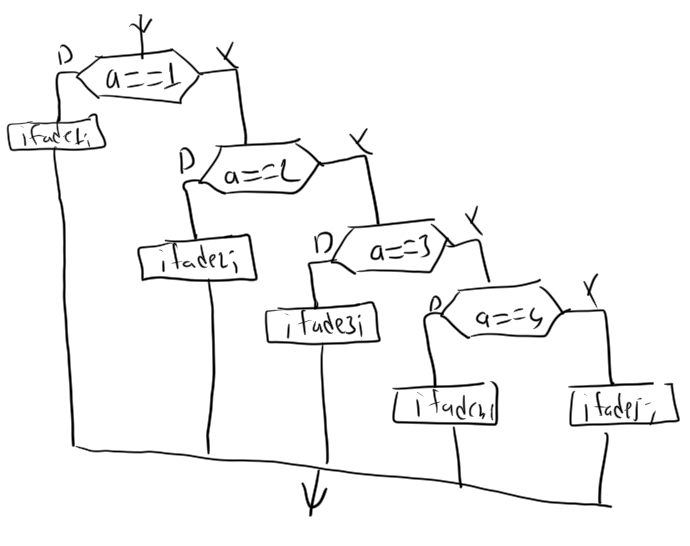 D
a==1
Y
ifade1;
D
a==2
Y
ifade2;
D
a==3
Y
ifade3;
D
a==4
Y
ifade4;
ifade5;